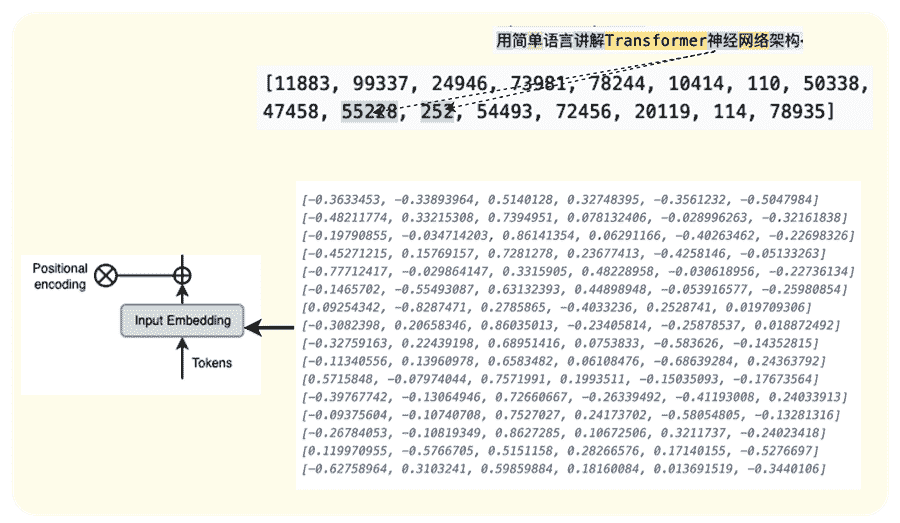 用简单语言讲解Transformer神经网络架构.
[11883, 99337, 24946, 73981, 78244, 10414, 110, 50338,
47458, 55228, 252, 54493, 72456, 20119, 114, 78935]
[-0.3633453, -0.33893964, 0.5140128, 0.32748395, -0.3561232, -0.5047984]
[-0.48211774, 0.33215308, 0.7394951, 0.078132406, -0.028996263, -0.32161838]
[-0.19790855, -0.034714203, 0.86141354, 0.06291166, -0.40263462, -0.22698326]
[-0.45271215, 0.15769157, 0.7281278, 0.23677413, -0.4258146, -0.05133263]
[-0.77712417, -0.029864147, 0.3315905, 0.48228958, -0.030618956, -0.22736134]
[-0.1465702, -0.55493087, 0.63132393, 0.44898948, -0.053916577, -0.25980854]
[0.09254342, -0.8287471, 0.2785865, -0.4033236, 0.2528741, 0.019709306]
[-0.3082398, 0.20658346, 0.86035013, -0.23405814, -0.25878537, 0.018872492]
[-0.32759163, 0.22439198, 0.68951416, 0.0753833, -0.583626, -0.14352815]
[-0.11340556, 0.13960978, 0.6583482, 0.06108476, -0.68639284, 0.24363792]
[0.5715848, -0.07974044, 0.7571991, 0.1993511, -0.15035093, -0.17673564]
[-0.39767742, -0.13064946, 0.72660667, -0.26339492, -0.41193008, 0.24033913]
[-0.09375604, -0.10740708, 0.7527027, 0.24173702, -0.58054805, -0.13281316]
[-0.26784053, -0.10819349, 0.8627285, 0.10672506, 0.3211737, -0.24023418]
[0.119970955, -0.5766705, 0.5151158, 0.28266576, 0.17140155, -0.5276697]
[-0.62758964, 0.3103241, 0.59859884, 0.18160084, 0.013691519, -0.3440106]
Positional
encoding
Input Embedding
Tokens